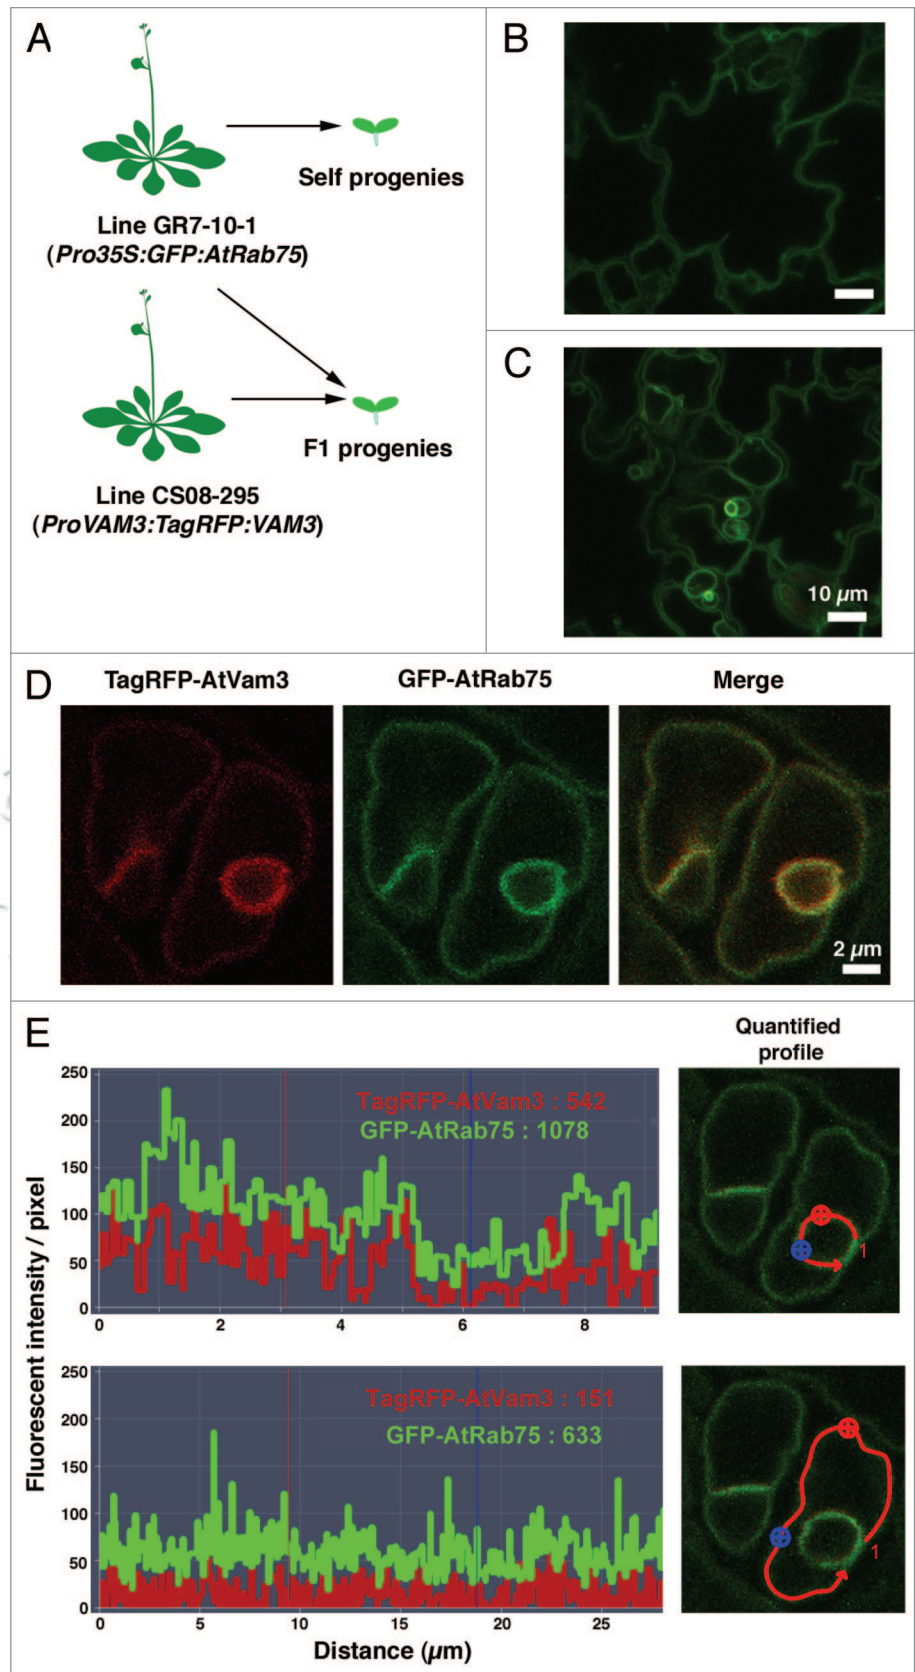 A
Self progenies
Line GR7-10-1
(Pro35S:GFP:AtRab75)
F1 progenies
Line CS08-295
(ProVAM3:TagRFP:VAM3)
B
C
10 µm
D
TagRFP-AtVam3
GFP-AtRab75
Merge
2 µm
E
Quantified
profile
Fluorescent intensity / pixel
250
200
150
100
50
0
TagRFP-AtVam3 : 542
GFP-AtRab75 : 1078
0 2 4 6 8
1
250
200
150
100
50
0
TagRFP-AtVam3 : 151
GFP-AtRab75 : 633
0 5 10 15 20 25
1
Distance (µm)